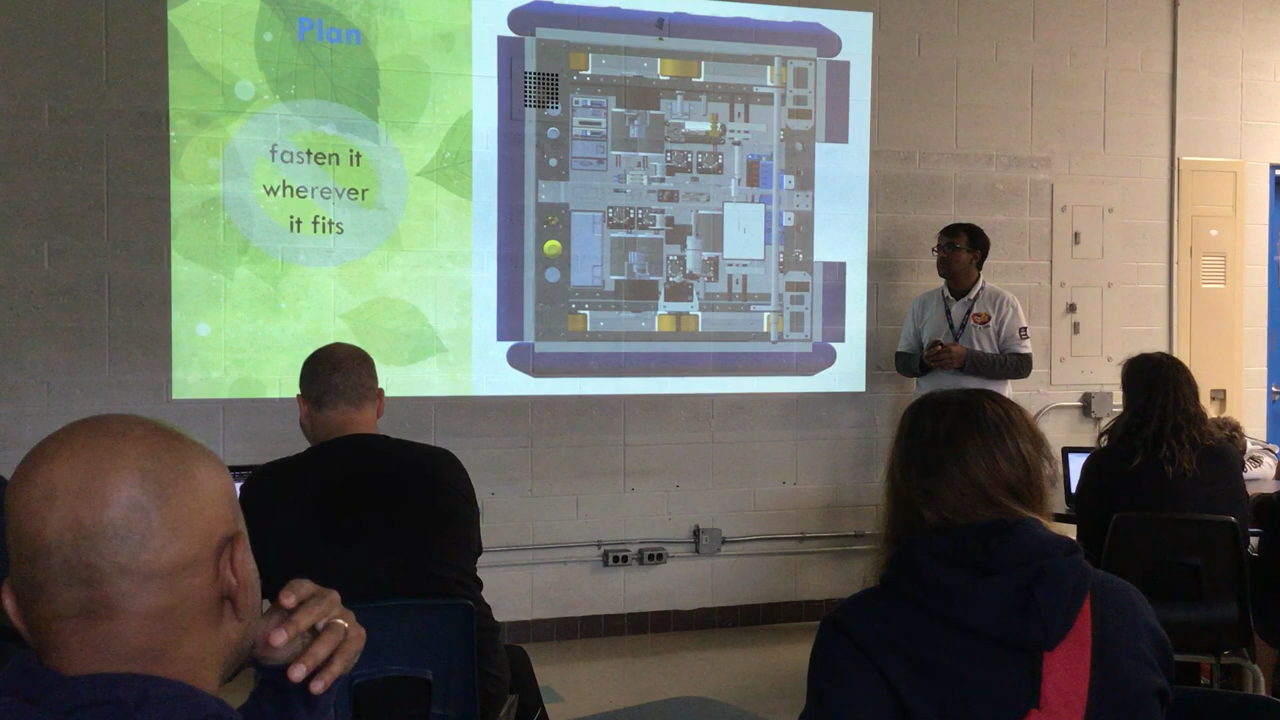 Plan
fasten it
wherever
it fits